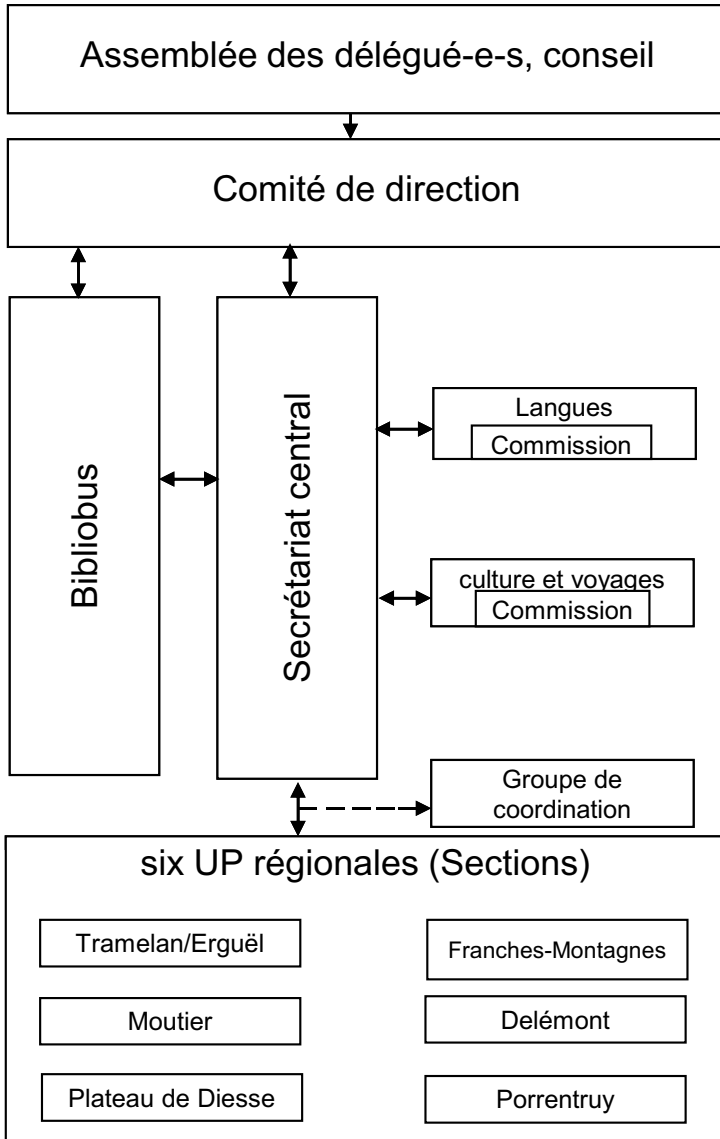 Assemblée des délégué-e-s, conseil
Comité de direction
Bibliobus
Secrétariat central
Langues
Commission
culture et voyages
Commission
Groupe de
coordination
six UP régionales (Sections)
Tramelan/Erguël
Franches-Montagnes
Moutier
Delémont
Plateau de Diesse
Porrentruy